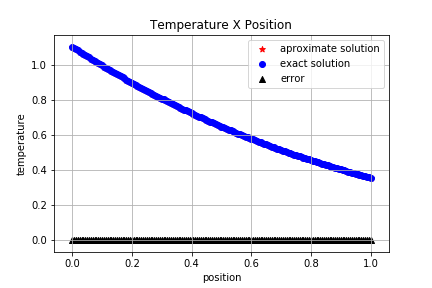 Temperature X Position
aproximate solution
exact solution
error
temperature
1.0
0.8
0.6
0.4
0.2
0.0
0.0 0.2 0.4 0.6 0.8 1.0
position